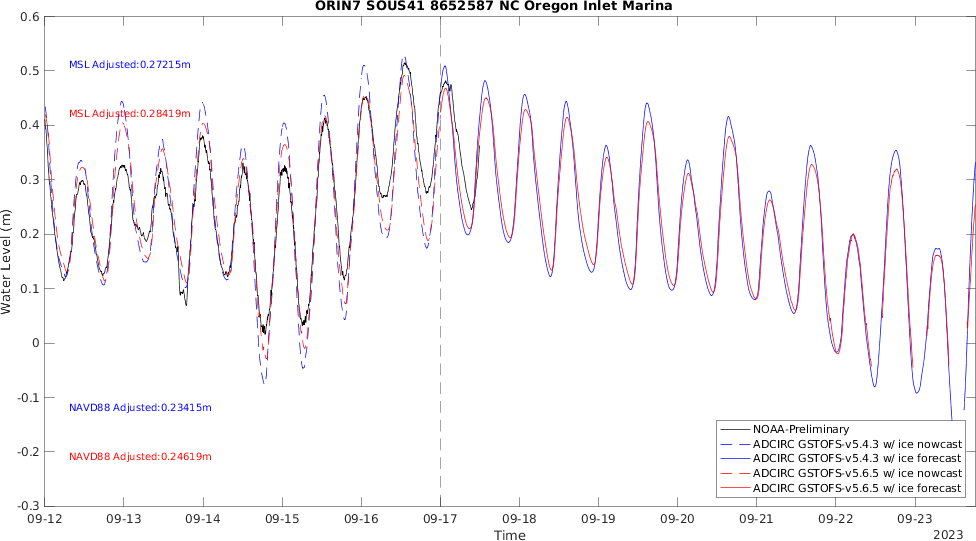 ORIN7 SOUS41 8652587 NC Oregon Inlet Marina
0.6
0.5
0.4
0.3
0.2
0.1
0
-0.1
-0.2
-0.3
Water Level (m)
MSL Adjusted:0.27215m
MSL Adjusted:0.28419m
NAVD88 Adjusted:0.23415m
NAVD88 Adjusted:0.24619m
NOAA-Preliminary
ADCIRC GSTOFS-v5.4.3 w/ ice nowcast
ADCIRC GSTOFS-v5.4.3 w/ ice forecast
ADCIRC GSTOFS-v5.6.5 w/ ice nowcast
ADCIRC GSTOFS-v5.6.5 w/ ice forecast
09-12 09-13 09-14 09-15 09-16 09-17 09-18 09-19 09-20 09-21 09-22 09-23
Time
2023